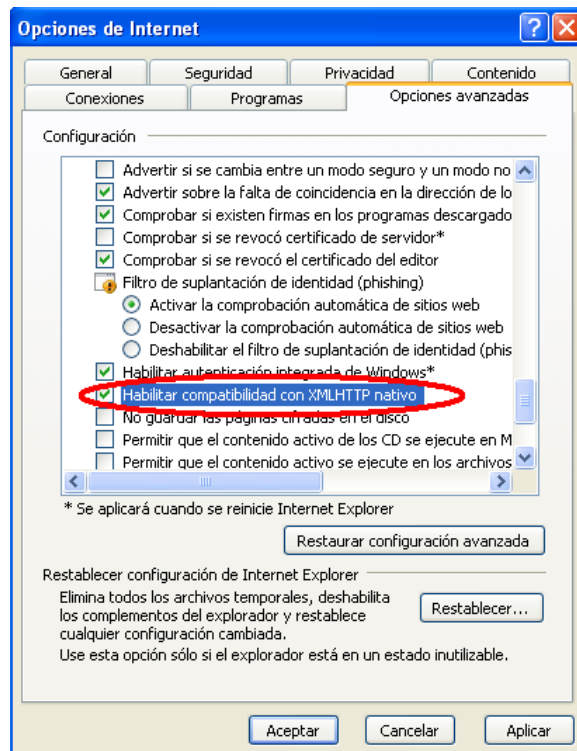 Opciones de Internet
General Seguridad Privacidad Contenido
Conexiones Programas Opciones avanzadas
Configuración
Advertir si se cambia entre un modo seguro y un modo no
Advertir sobre la falta de coincidencia en la dirección de lo
Comprobar si existen firmas en los programas descargado
Comprobar si se revocó certificado de servidor*
Comprobar si se revocó el certificado del editor
Filtro de suplantación de identidad (phishing)
Activar la comprobación automática de sitios web
Desactivar la comprobación automática de sitios web
Deshabilitar el filtro de suplantación de identidad (phis
Habilitar autenticación integrada de Windows*
Habilitar compatibilidad con XMLHTTP nativo
No guardar las páginas cifradas en el disco
Permitir que el contenido activo de los CD se ejecute en M
Permitir que el contenido activo se ejecute en los archivos
* Se aplicará cuando se reinicie Internet Explorer
Restaurar configuración avanzada
Restablecer configuración de Internet Explorer
Elimina todos los archivos temporales, deshabilita
los complementos del explorador y restablece
cualquier configuración cambiada.
Restablecer...
Use esta opción sólo si el explorador está en un estado inutilizable.
Aceptar Cancelar Aplicar